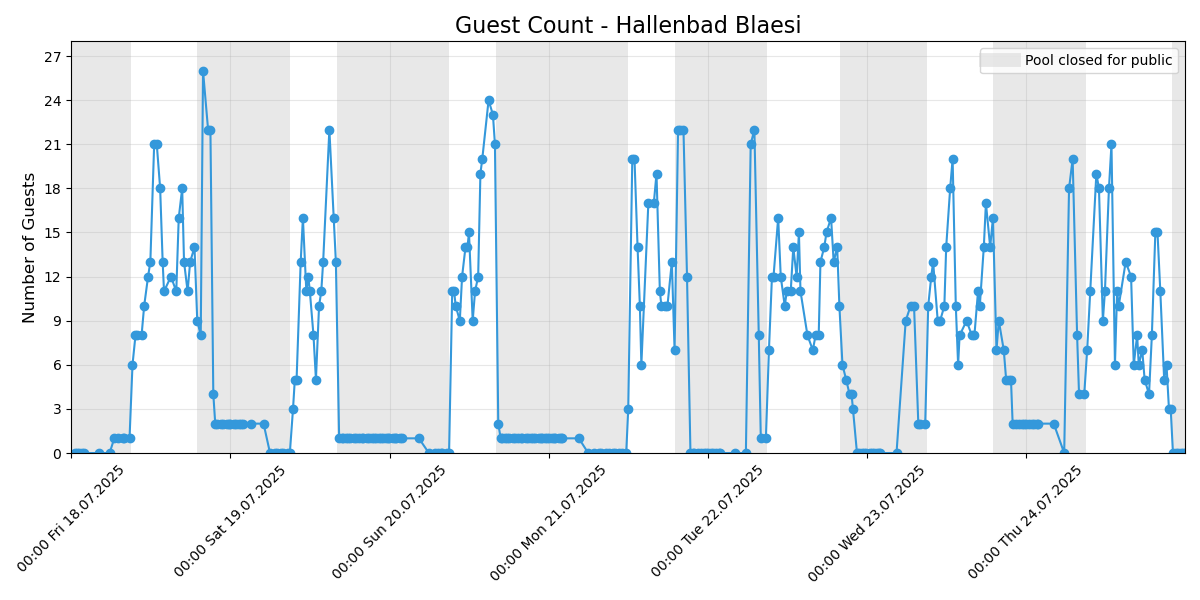 Guest Count - Hallenbad Blaesi
Pool closed for public
Number of Guests
27
24
21
18
15
12
9
6
3
0
00:00 Fri 18.07.2025
00:00 Sat 19.07.2025
00:00 Sun 20.07.2025
00:00 Mon 21.07.2025
00:00 Tue 22.07.2025
00:00 Wed 23.07.2025
00:00 Thu 24.07.2025